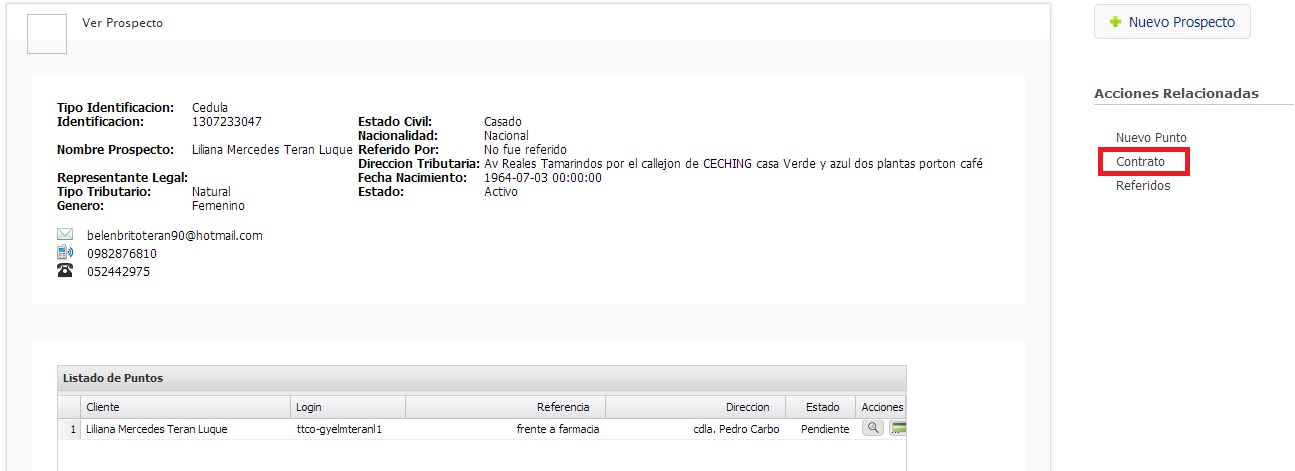 Ver Prospecto
Nuevo Prospecto
Acciones Relacionadas
Nuevo Punto
Contrato
Referidos
Tipo Identificacion: Cedula
Identificacion: 1307233047 Estado Civil: Casado
Nacionalidad: Nacional
Nombre Prospecto: Liliana Mercedes Teran Luque Referido Por: No fue referido
Direccion Tributaria: Av Reales Tamarindos por el callejon de CECHING casa Verde y azul dos plantas porton café
Representante Legal: Fecha Nacimiento: 1964-07-03 00:00:00
Tipo Tributario: Natural Estado: Activo
Genero: Femenino
belenbritoteran90@hotmail.com
0982876810
052442975
Listado de Puntos
Cliente Login Referencia Direccion Estado Acciones
1 Liliana Mercedes Teran Luque ttco-gyelmteranl1 frente a farmacia cdla. Pedro Carbo Pendiente